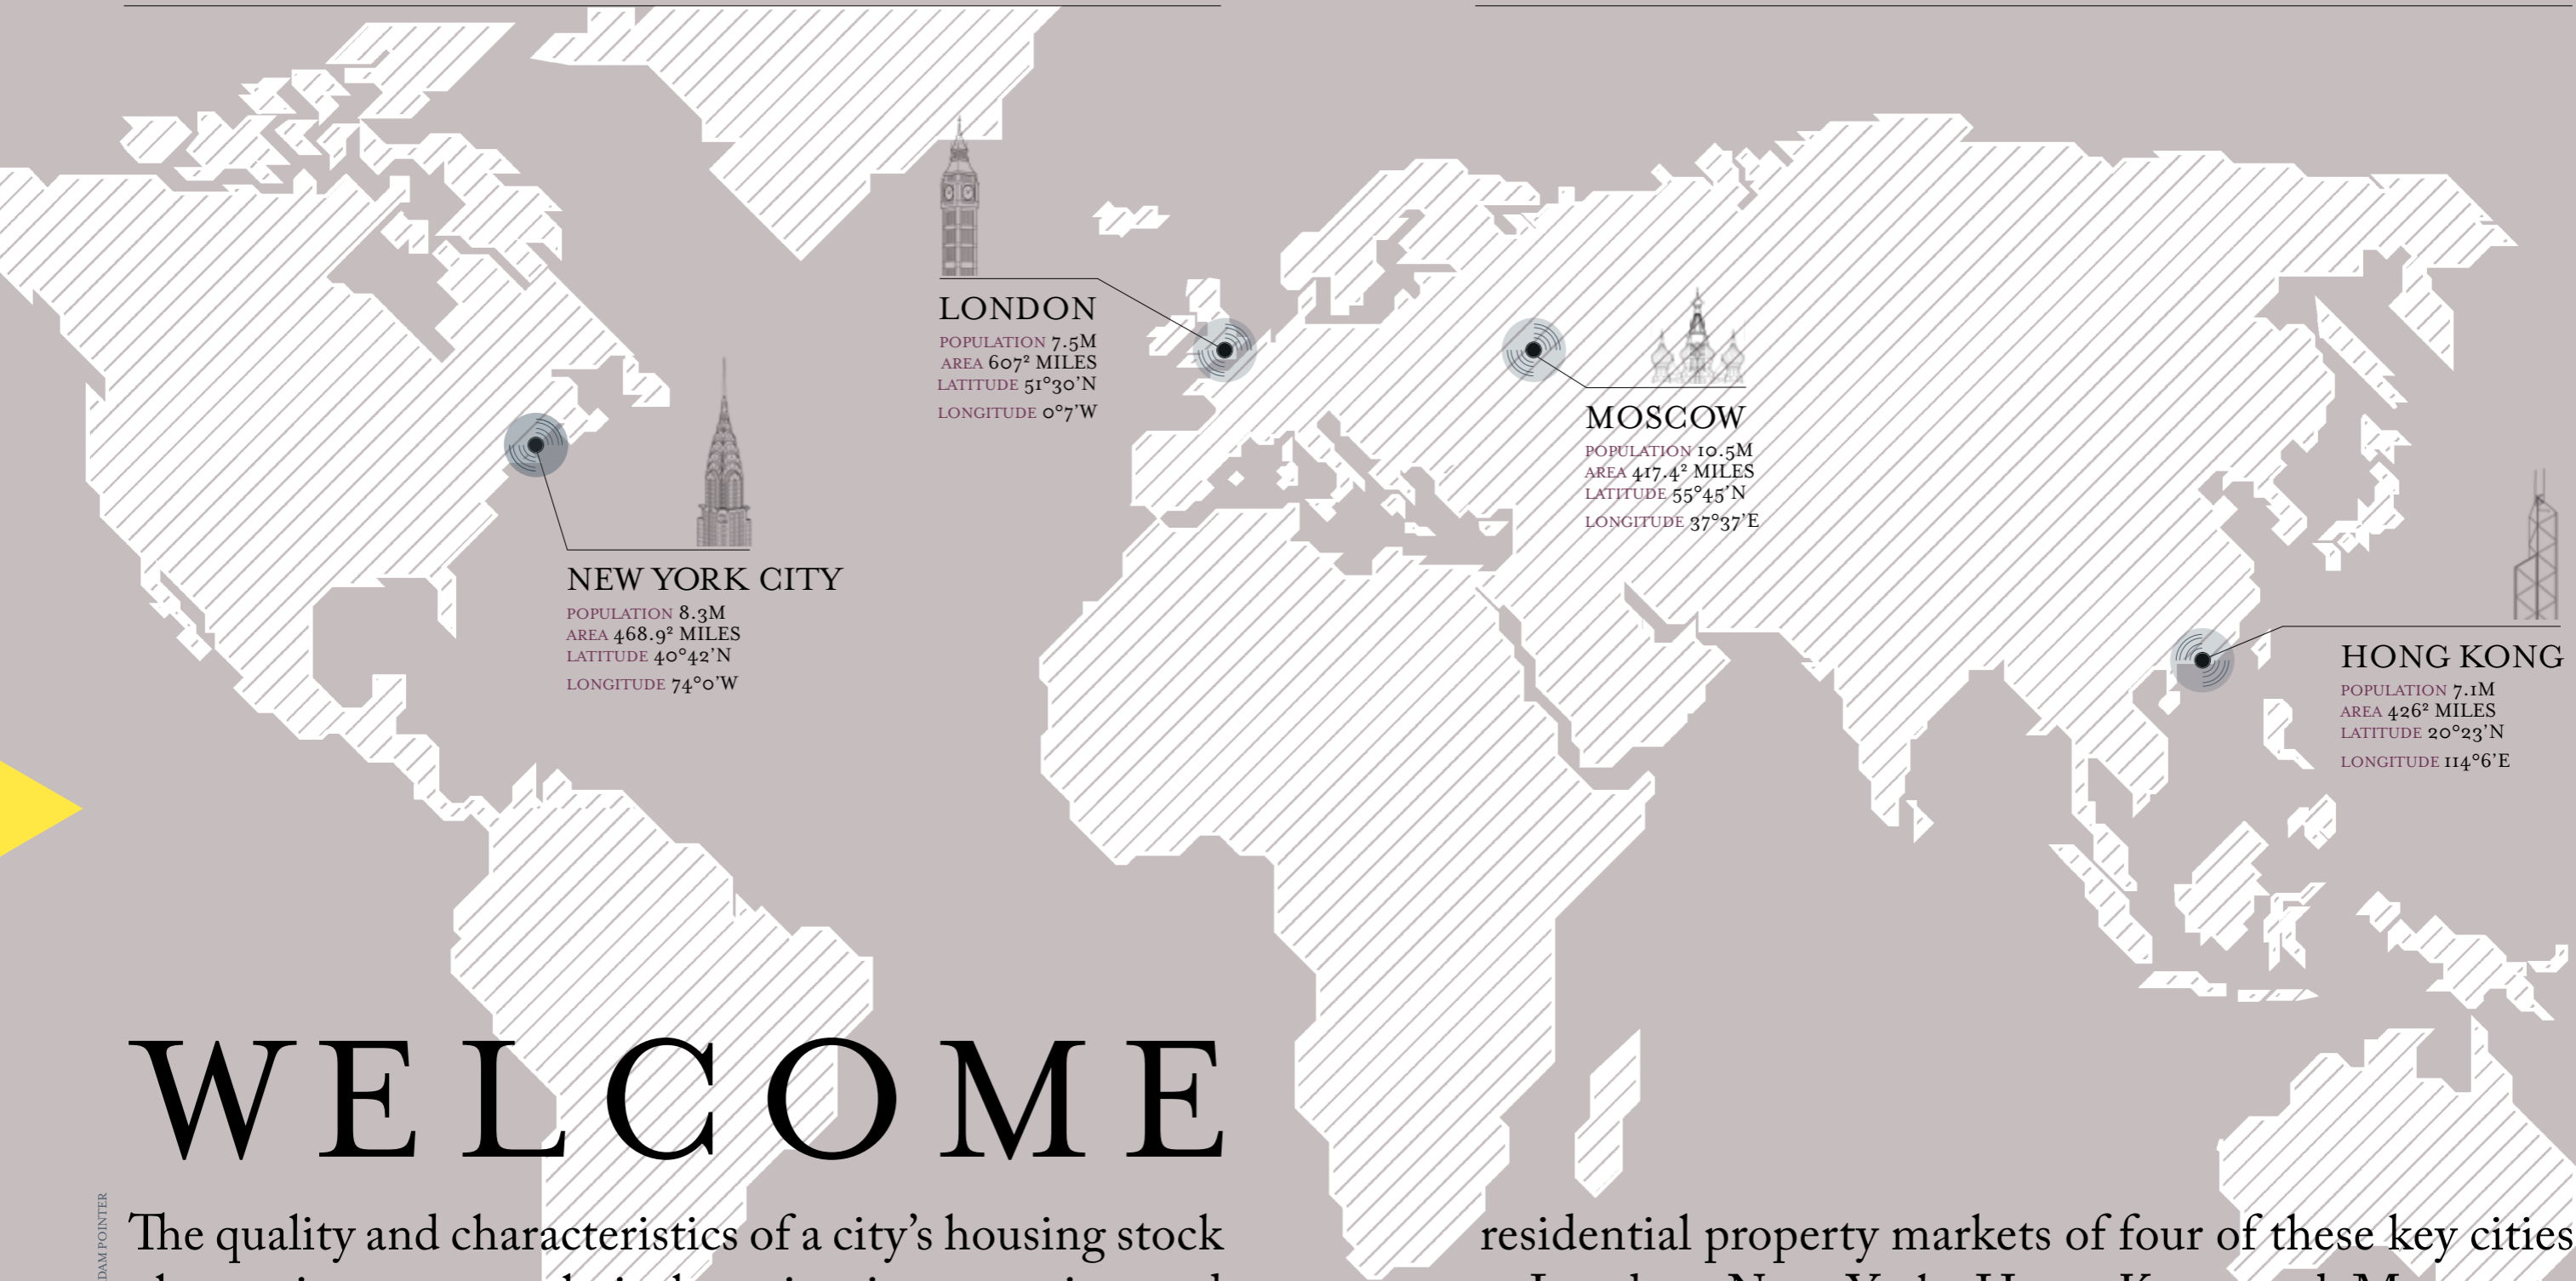 LONDON
POPULATION 7.5M
AREA 607² MILES
LATITUDE 51°30'N
LONGITUDE 0°7'W
MOSCOW
POPULATION 10.5M
AREA 417.4² MILES
LATITUDE 55°45'N
LONGITUDE 37°37'E
NEW YORK CITY
POPULATION 8.3M
AREA 468.9² MILES
LATITUDE 40°42'N
LONGITUDE 74°0'W
HONG KONG
POPULATION 7.1M
AREA 426² MILES
LATITUDE 20°23'N
LONGITUDE 114°6'E
WELCOME
The quality and characteristics of a city's housing stock
residential property markets of four of these key cities
ADAM POINTER